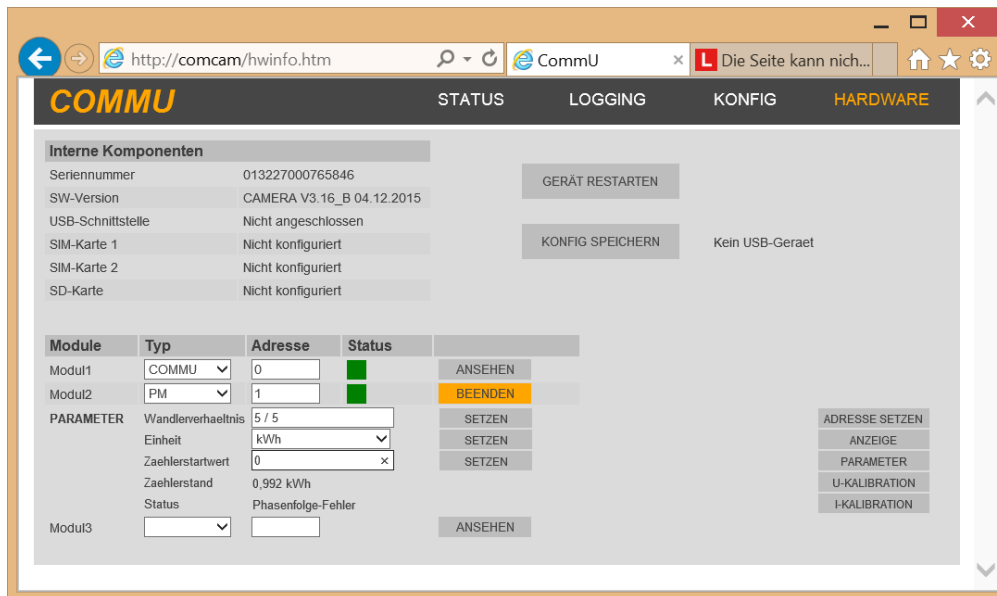 http://comcam/hwinfo.htm CommU Die Seite kann nich...
COMMU STATUS LOGGING KONFIG HARDWARE
Interne Komponenten
Seriennummer 013227000765846
GERÄT RESTARTEN
SW-Version CAMERA V3.16_B 04.12.2015
USB-Schnittstelle Nicht angeschlossen
SIM-Karte 1 Nicht konfiguriert
KONFIG SPEICHERN Kein USB-Geraet
SIM-Karte 2 Nicht konfiguriert
SD-Karte Nicht konfiguriert
Module Typ Adresse Status
Modul1 COMMU 0 ANSEHEN
Modul2 PM 1 BEENDEN
PARAMETER Wandlerverhaeltnis 5 / 5 SETZEN ADRESSE SETZEN
Einheit kWh SETZEN ANZEIGE
Zaehlerstartwert 0 SETZEN PARAMETER
Zaehlerstand 0,992 kWh U-KALIBRATION
Status Phasenfolge-Fehler I-KALIBRATION
Modul3 ANSEHEN